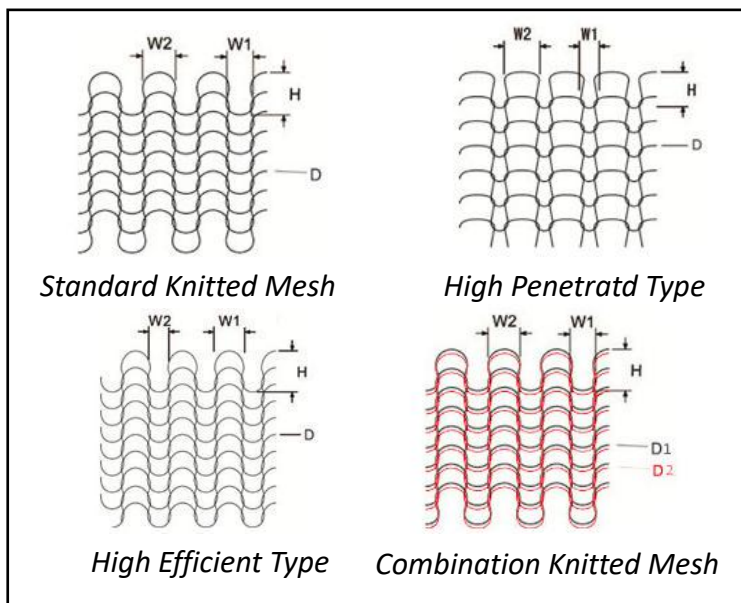 W2 W1
H
D
Standard Knitted Mesh
W2 W1
H
D
High Penetratd Type
W2 W1
H
D
High Efficient Type
W2 W1
H
D1
D2
Combination Knitted Mesh